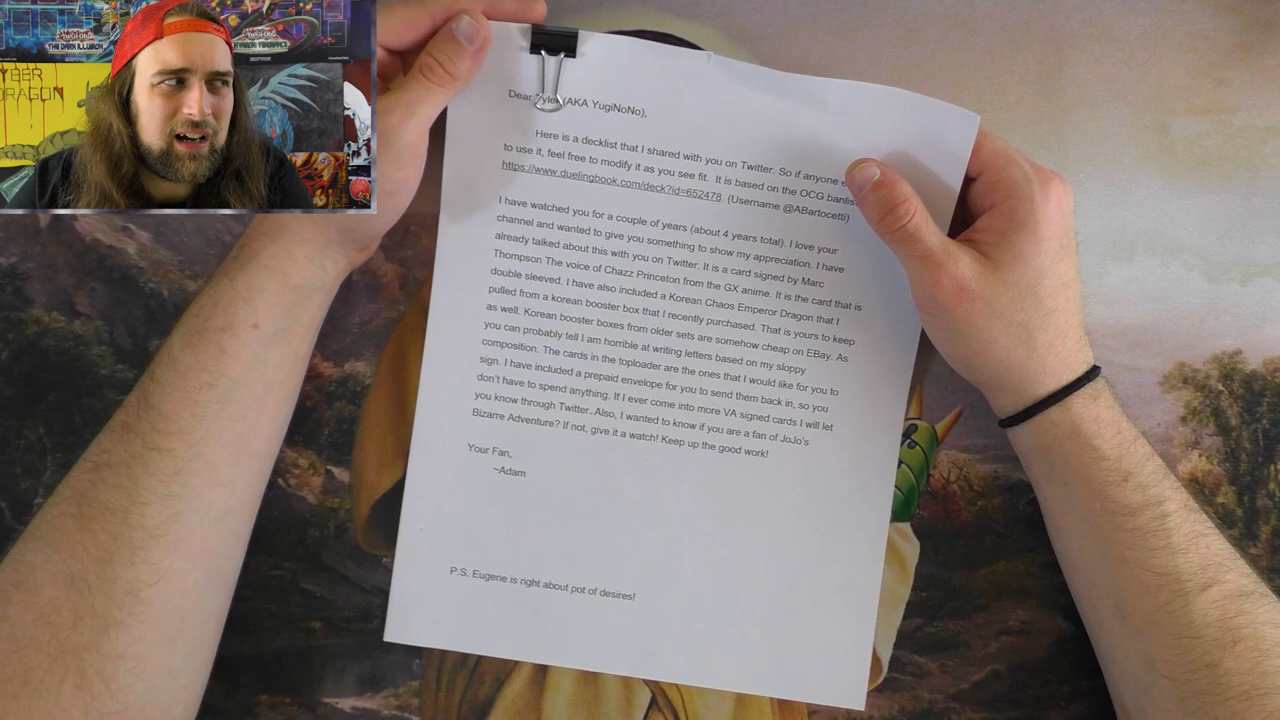 THE DARK ILLUSION
CYBER
DRAGON
Dear Tyler (AKA YugiNoNo),
Here is a decklist that I shared with you on Twitter. So if anyone
to use it, feel free to modify it as you see fit. It is based on the OCG banlis
https://www.duelingbook.com/deck?id=652478. (Username @ABartocetti)
I have watched you for a couple of years (about 4 years total). I love your
channel and wanted to give you something to show my appreciation. I have
already talked about this with you on Twitter. It is a card signed by Marc
Thompson The voice of Chazz Princeton from the GX anime. It is the card that is
double sleeved. I have also included a Korean Chaos Emperor Dragon that I
pulled from a korean booster box that I recently purchased. That is yours to keep
as well. Korean booster boxes from older sets are somehow cheap on EBay. As
you can probably tell I am horrible at writing letters based on my sloppy
composition. The cards in the toploader are the ones that I would like for you to
sign. I have included a prepaid envelope for you to send them back in, so you
don't have to spend anything. If I ever come into more VA signed cards I will let
you know through Twitter. Also, I wanted to know if you are a fan of JoJo's
Bizarre Adventure? If not, give it a watch! Keep up the good work!
Your Fan,
~Adam
P.S. Eugene is right about pot of desires!